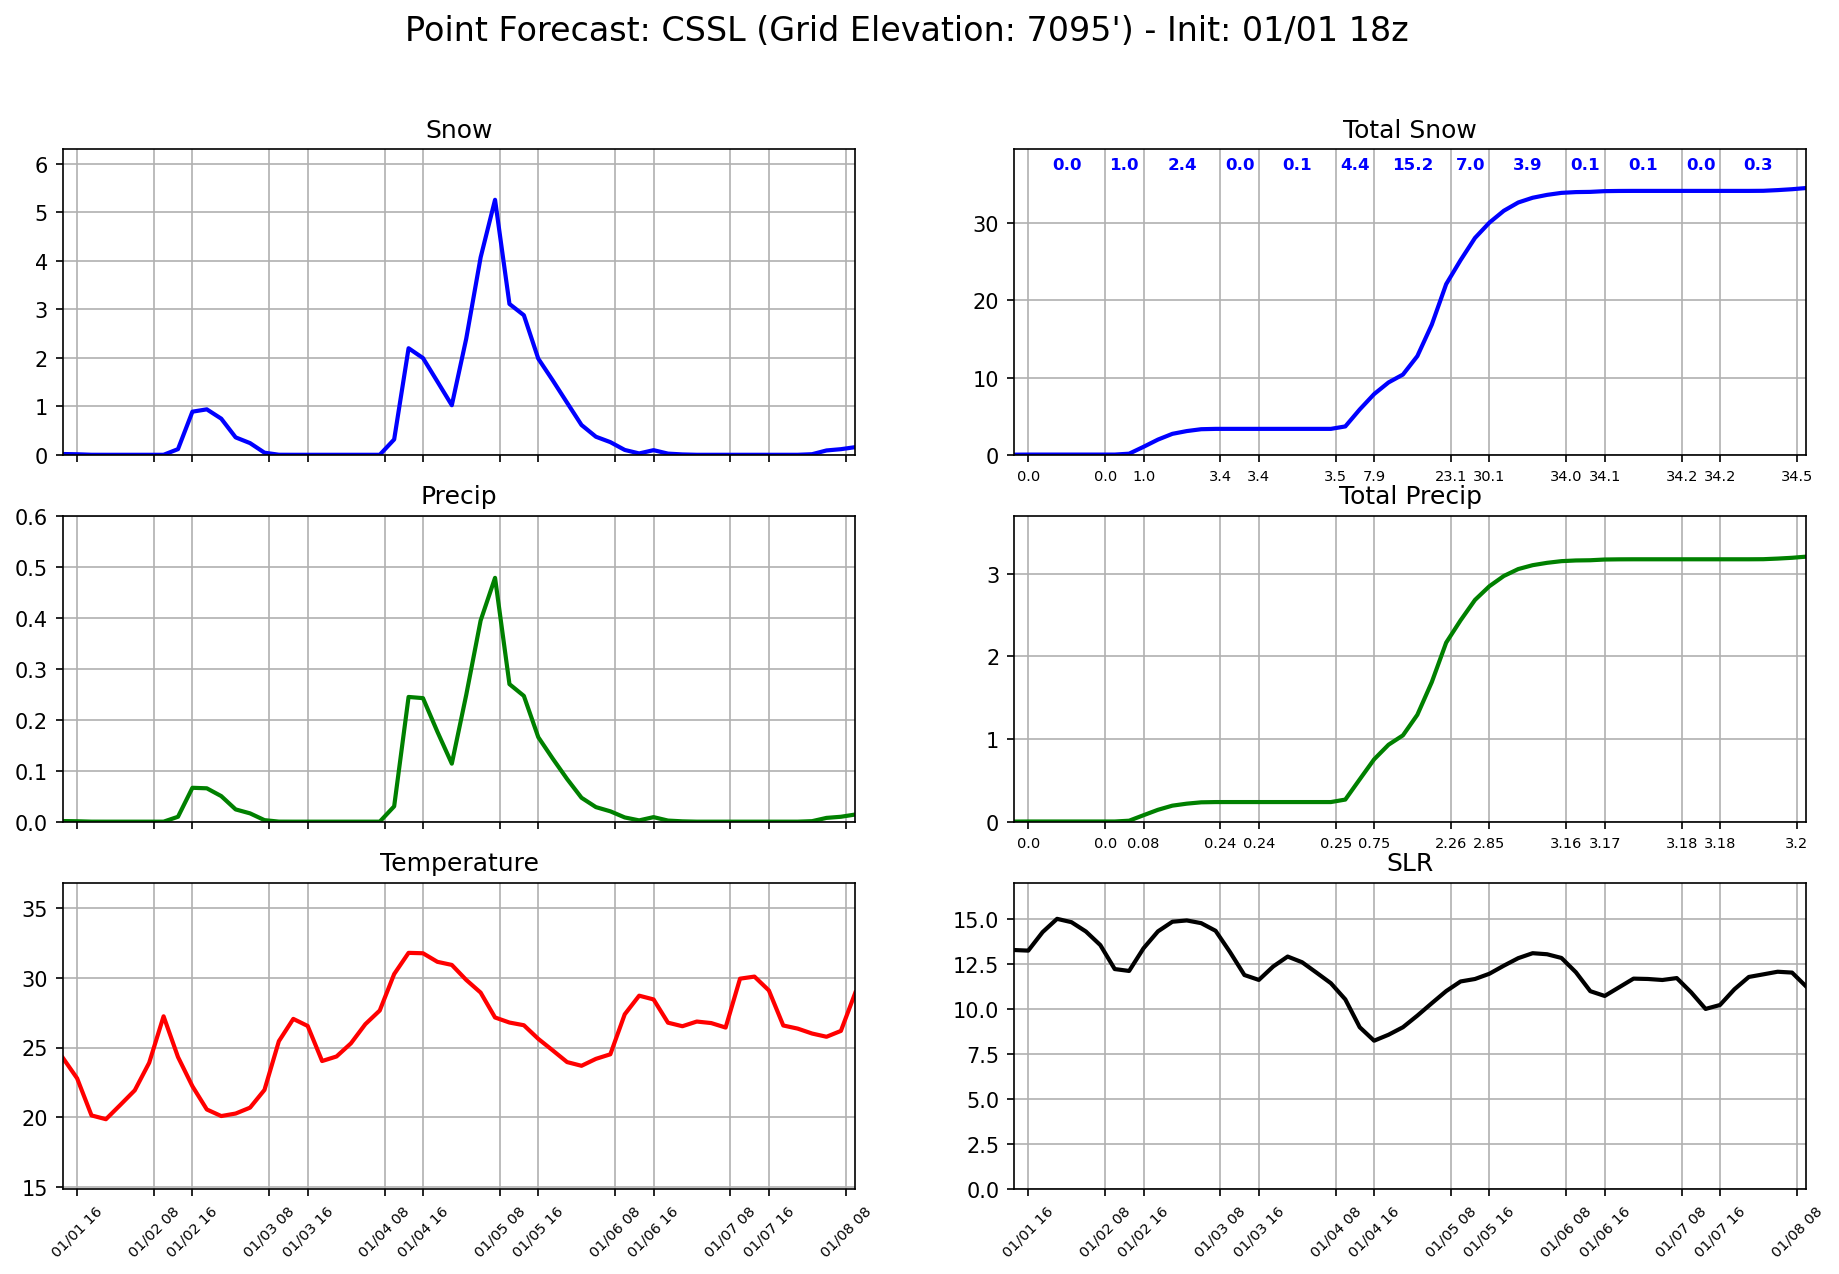 Point Forecast: CSSL (Grid Elevation: 7095') - Init: 01/01 18z
Snow
6
5
4
3
2
1
0
Total Snow
0.0 1.0 2.4 0.0 0.1 4.4 15.2 7.0 3.9 0.1 0.1 0.0 0.3
30
20
10
0
0.0 0.0 1.0 3.4 3.4 3.5 7.9 23.1 30.1 34.0 34.1 34.2 34.2 34.5
Precip
0.6
0.5
0.4
0.3
0.2
0.1
0.0
Total Precip
3
2
1
0
0.0 0.0 0.08 0.24 0.24 0.25 0.75 2.26 2.85 3.16 3.17 3.18 3.18 3.2
Temperature
35
30
25
20
15
01/01 16 01/02 08 01/02 16 01/03 08 01/03 16 01/04 08 01/04 16 01/05 08 01/05 16 01/06 08 01/06 16 01/07 08 01/07 16 01/08 08
SLR
15.0
12.5
10.0
7.5
5.0
2.5
0.0
01/01 16 01/02 08 01/02 16 01/03 08 01/03 16 01/04 08 01/04 16 01/05 08 01/05 16 01/06 08 01/06 16 01/07 08 01/07 16 01/08 08